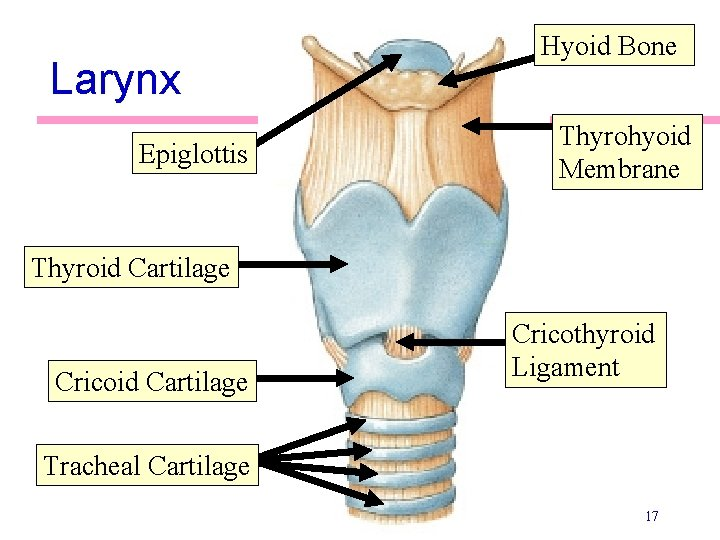 Larynx
Hyoid Bone
Epiglottis
Thyrohyoid
Membrane
Thyroid Cartilage
Cricothyroid
Ligament
Cricoid Cartilage
Tracheal Cartilage
17